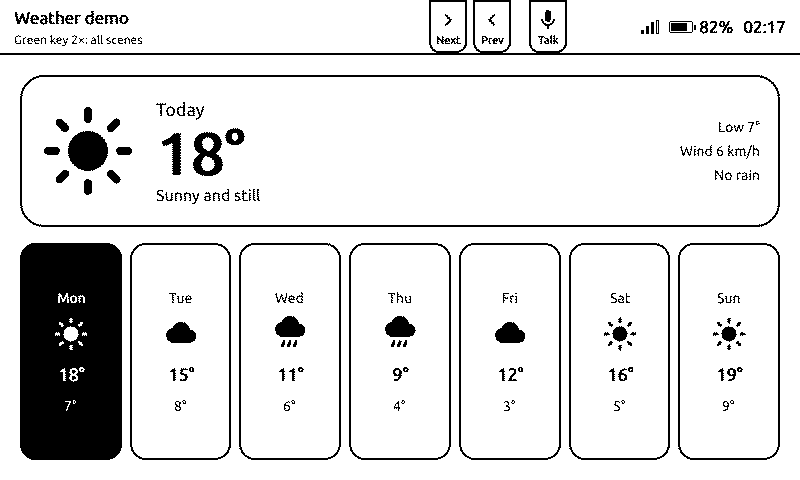 Weather demo
Green key 2×: all scenes
Next
Prev
Talk
82% 02:17
Today
18°
Sunny and still
Low 7°
Wind 6 km/h
No rain
Mon
18°
7°
Tue
15°
8°
Wed
11°
6°
Thu
9°
4°
Fri
12°
3°
Sat
16°
5°
Sun
19°
9°